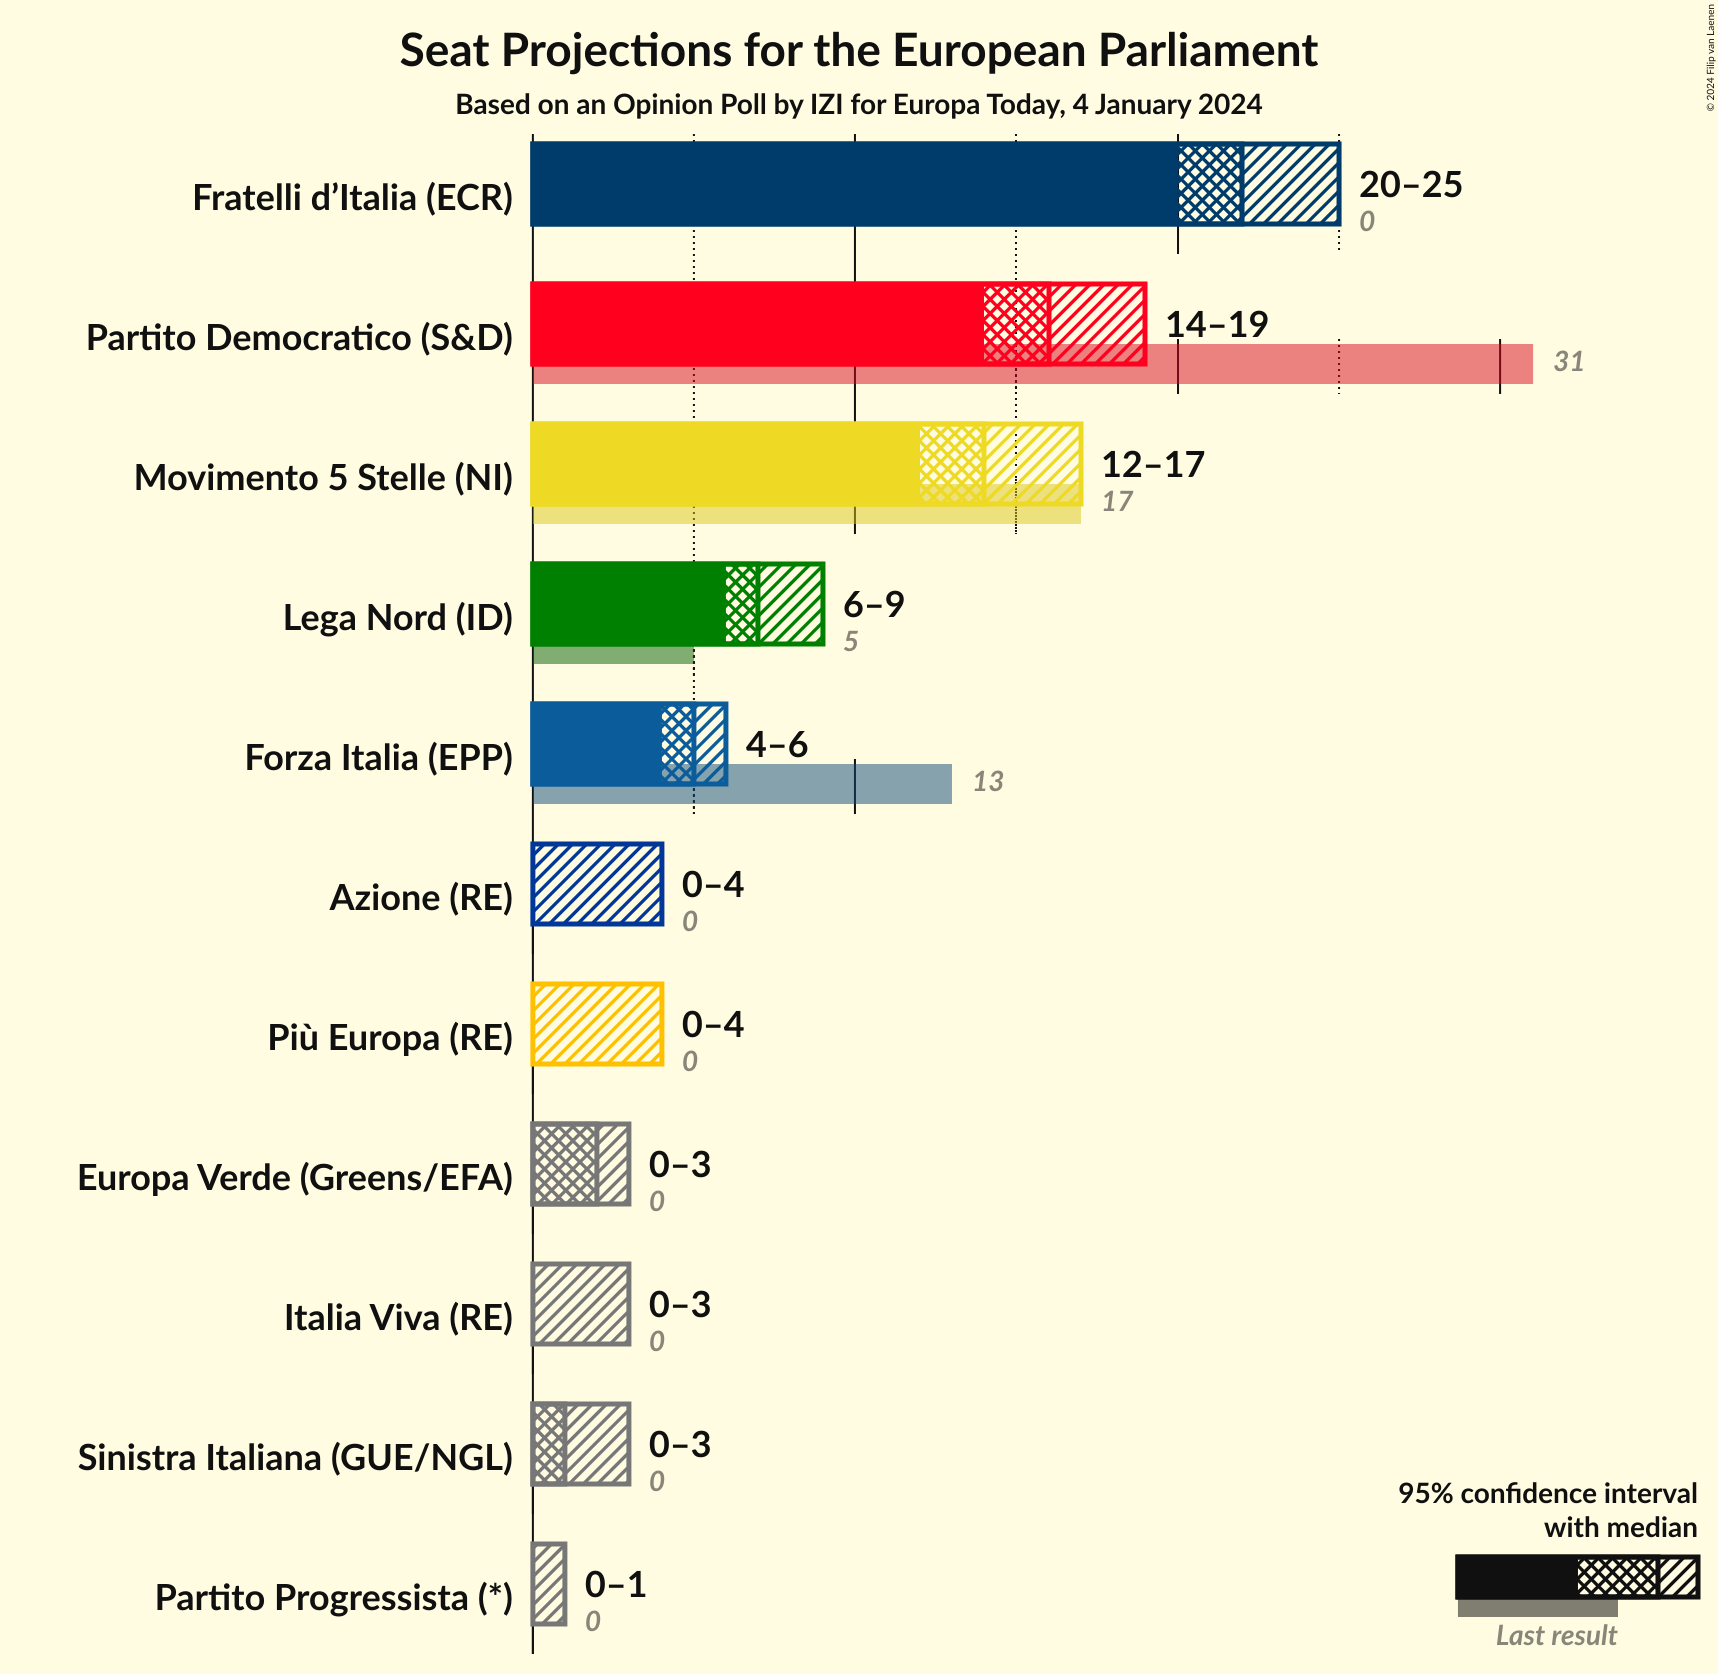 Seat Projections for the European Parliament
Based on an Opinion Poll by IZI for Europa Today, 4 January 2024
© 2024 Filip van Laenen
Fratelli d’Italia (ECR)
20–25
0
Partito Democratico (S&D)
14–19
31
Movimento 5 Stelle (NI)
12–17
17
Lega Nord (ID)
6–9
5
Forza Italia (EPP)
4–6
13
Azione (RE)
0–4
0
Più Europa (RE)
0–4
0
Europa Verde (Greens/EFA)
0–3
0
Italia Viva (RE)
0–3
0
Sinistra Italiana (GUE/NGL)
0–3
0
Partito Progressista (*)
0–1
0
95% confidence interval
with median
Last result